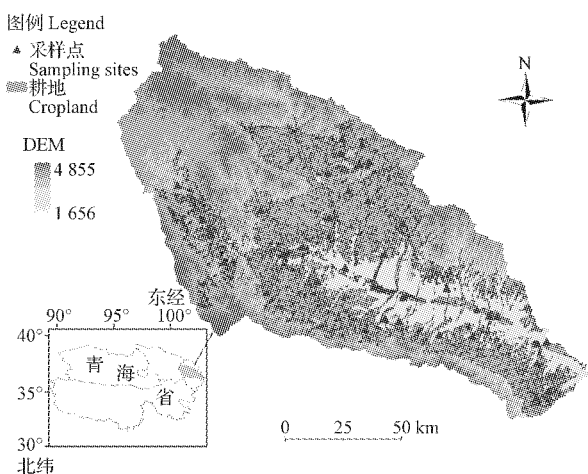 图例 Legend
采样点
Sampling sites
耕地
Cropland
DEM
4 855
1 656
N
东经
90° 95° 100°
40°
35°
30°
青海省
北纬
0 25 50 km